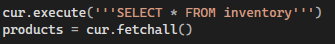 cur.execute('''SELECT * FROM inventory''')
products = cur.fetchall()